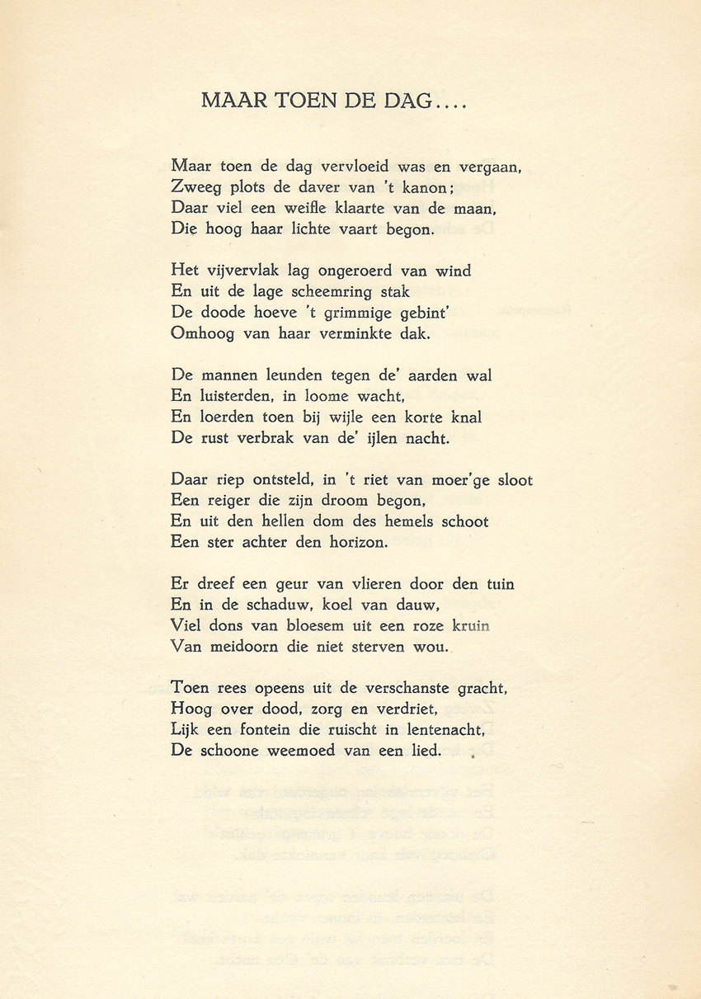 MAAR TOEN DE DAG....
Maar toen de dag vervloeid was en vergaan,
Zweeg plots de daver van 't kanon;
Daar viel een weifle klaarte van de maan,
Die hoog haar lichte vaart begon.
Het vijvervlak lag ongeroerd van wind
En uit de lage scheemring stak
De doode hoeve 't grimmige gebint'
Omhoog van haar verminkte dak.
De mannen leunden tegen de' aarden wal
En luisterden, in loome wacht,
En loerden toen bij wijle een korte knal
De rust verbrak van de' ijlen nacht.
Daar riep ontsteld, in 't riet van moer'ge sloot
Een reiger die zijn droom begon,
En uit den hellen dom des hemels schoot
Een ster achter den horizon.
Er dreef een geur van vlieren door den tuin
En in de schaduw, koel van dauw,
Viel dons van bloesem uit een roze kruin
Van meidoorn die niet sterven wou.
Toen rees opeens uit de verschanste gracht,
Hoog over dood, zorg en verdriet,
Lijk een fontein die ruischt in lentenacht,
De schoone weemoed van een lied.